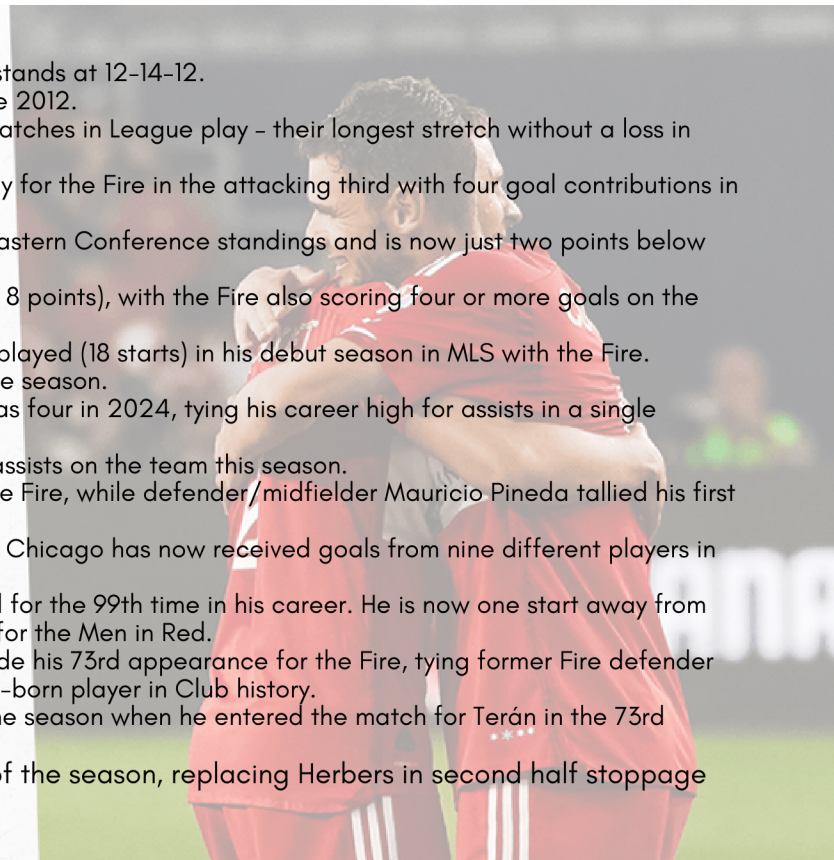 stands at 12-14-12.
e 2012.
atches in League play – their longest stretch without a loss in
y for the Fire in the attacking third with four goal contributions in
astern Conference standings and is now just two points below
8 points), with the Fire also scoring four or more goals on the
played (18 starts) in his debut season in MLS with the Fire.
e season.
as four in 2024, tying his career high for assists in a single
assists on the team this season.
e Fire, while defender/midfielder Mauricio Pineda tallied his first
Chicago has now received goals from nine different players in
l for the 99th time in his career. He is now one start away from
for the Men in Red.
de his 73rd appearance for the Fire, tying former Fire defender
-born player in Club history.
ne season when he entered the match for Terán in the 73rd
of the season, replacing Herbers in second half stoppage
2
ANA